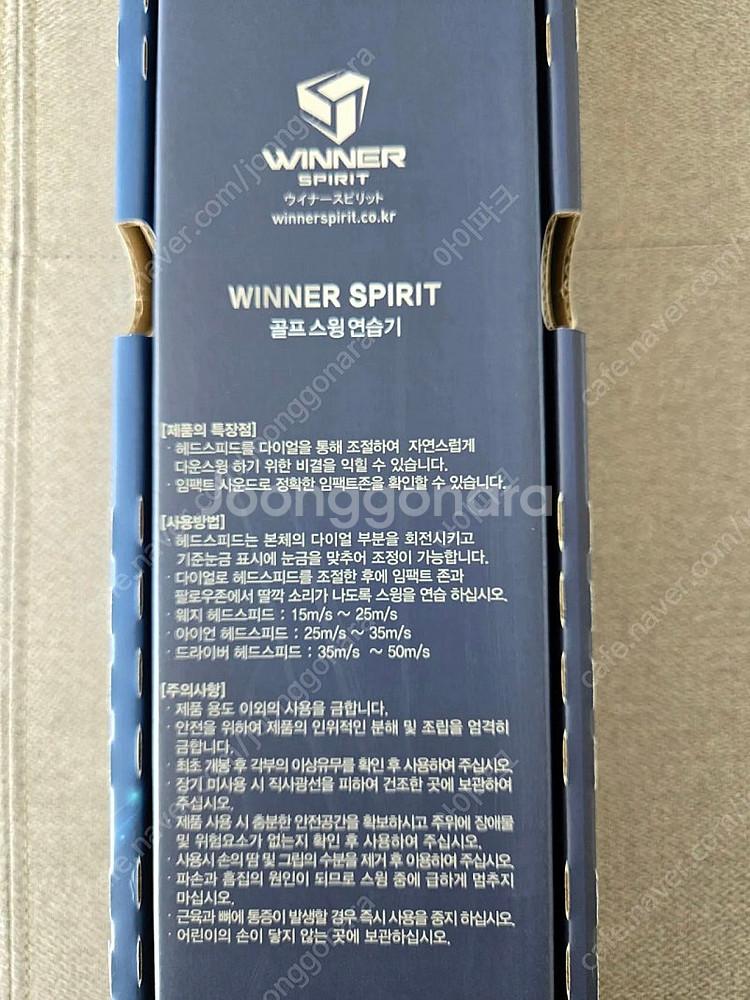 WINNER
SPIRIT
ウイナースピリット
winnerspirit.co.kr
WINNER SPIRIT
골프 스윙 연습기
[제품의 특장점]
· 헤드스피드를 다이얼을 통해 조절하여 자연스럽게
다운스윙 하기 위한 비결을 익힐 수 있습니다.
· 임팩트 사운드로 정확한 임팩트존을 확인할 수 있습니다.
Joonggonara
[사용방법]
· 헤드스피드는 본체의 다이얼 부분을 회전시키고
기준눈금 표시에 눈금을 맞추어 조정이 가능합니다.
· 다이얼로 헤드스피드를 조절한 후에 임팩트 존과
팔로우존에서 딸깍 소리가 나도록 스윙을 연습 하십시오.
· 웨지 헤드스피드 : 15m/s ~ 25m/s
· 아이언 헤드스피드 : 25m/s ~ 35m/s
· 드라이버 헤드스피드 : 35m/s ~ 50m/s
[주의사항]
· 제품 용도 이외의 사용을 금합니다.
· 안전을 위하여 제품의 인위적인 분해 및 조립을 엄격히
금합니다.
· 최초 개봉 후 각부의 이상유무를 확인 후 사용하여 주십시오.
· 장기 미사용 시 직사광선을 피하여 건조한 곳에 보관하여
주십시오.
· 제품 사용 시 충분한 안전공간을 확보하시고 주위에 장애물
및 위험요소가 없는지 확인 후 사용하여 주십시오.
· 사용시 손의 땀 및 그립의 수분을 제거 후 이용하여 주십시오.
· 파손과 흠집의 원인이 되므로 스윙 중에 급하게 멈추지
마십시오.
· 근육과 뼈에 통증이 발생할 경우 즉시 사용을 중지 하십시오.
· 어린이의 손이 닿지 않는 곳에 보관하십시오.
cafe.naver.com/joonggonara
아이파크